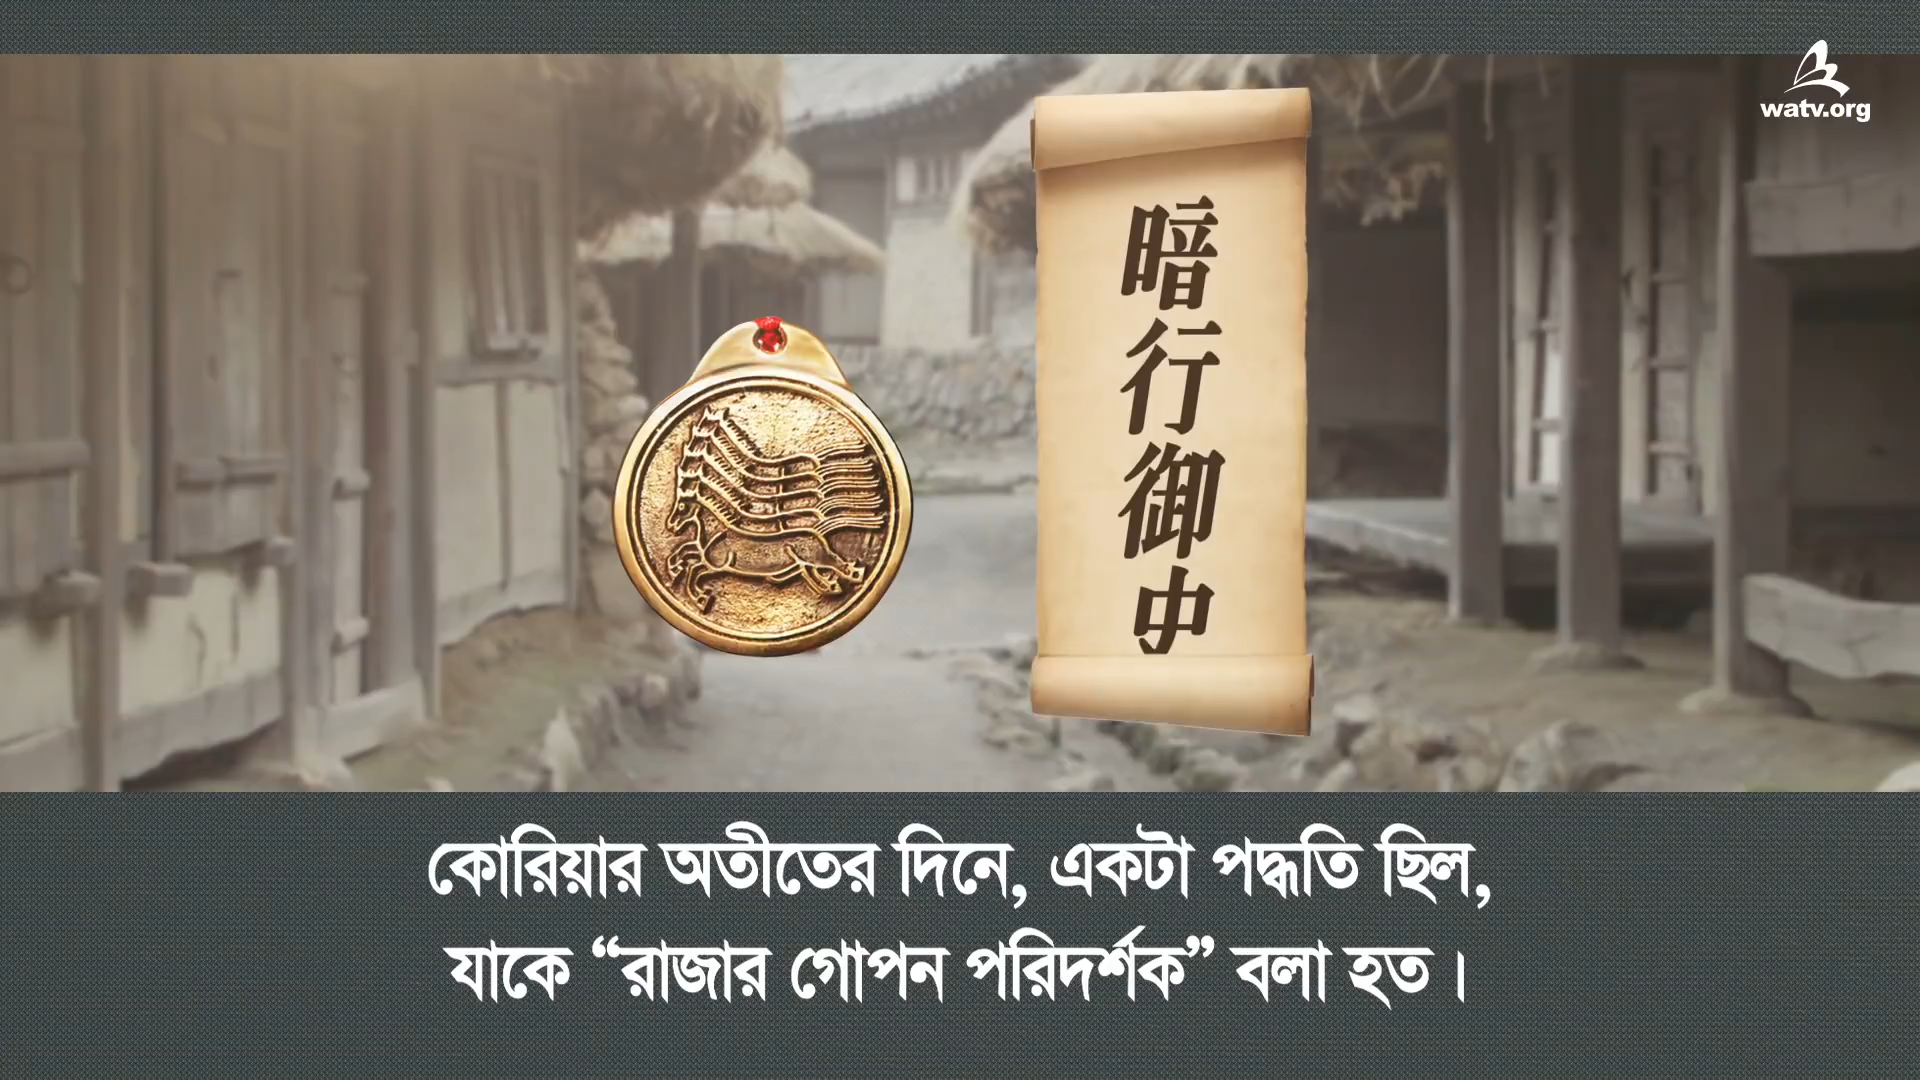 watv.org
暗行御史
কোরিয়ার অতীতের দিনে, একটা পদ্ধতি ছিল,
যাকে “রাজার গোপন পরিদর্শক” বলা হত।